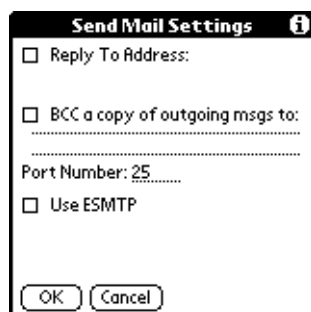 Send Mail Settings i
Reply To Address:
BCC a copy of outgoing msgs to:
Port Number: 25
Use ESMTP
OK Cancel